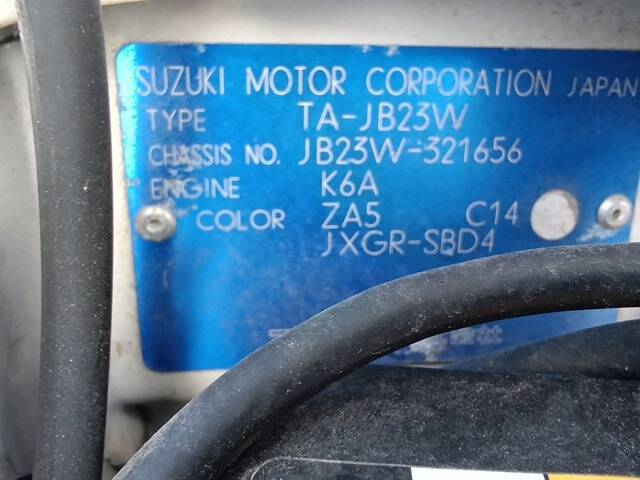 SUZUKI MOTOR CORPORATION JAPAN
TYPE TA-JB23W
CHASSIS NO. JB23W-321656
ENGINE K6A
COLOR ZA5 C14
JXGR-SBD4